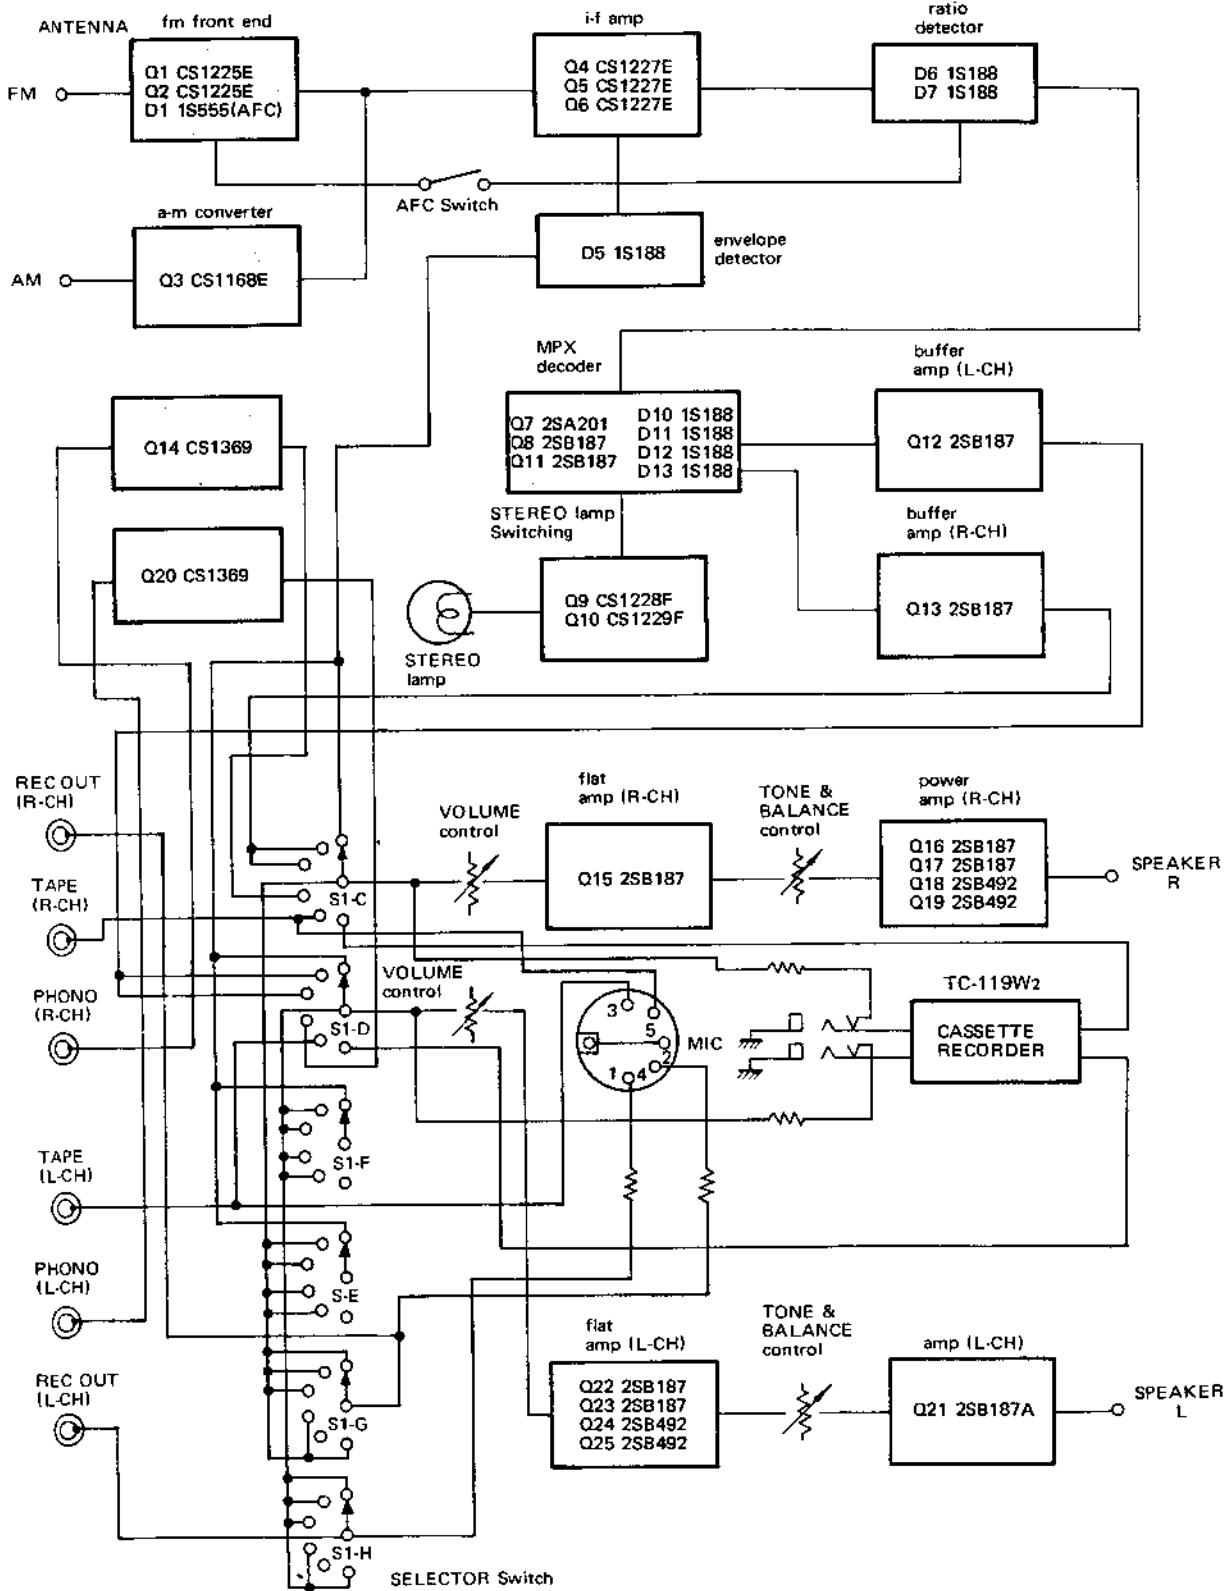 ANTENNA
fm front end
i-f amp
ratio
detector
FM
Q1 CS1225E
Q2 CS1225E
D1 1S555(AFC)
Q4 CS1227E
Q5 CS1227E
Q6 CS1227E
D6 1S188
D7 1S188
AFC Switch
a-m converter
AM
Q3 CS1168E
D5 1S188
envelope
detector
MPX
decoder
buffer
amp (L-CH)
Q14 CS1369
Q7 2SA201
Q8 2SB187
Q11 2SB187
D10 1S188
D11 1S188
D12 1S188
D13 1S188
Q12 2SB187
STEREO lamp
Switching
buffer
amp (R-CH)
Q20 CS1369
Q9 CS1228F
Q10 CS1229F
Q13 2SB187
STEREO
lamp
REC OUT
(R-CH)
VOLUME
control
flat
amp (R-CH)
TONE &
BALANCE
control
power
amp (R-CH)
Q15 2SB187
Q16 2SB187
Q17 2SB187
Q18 2SB492
Q19 2SB492
SPEAKER
R
TAPE
(R-CH)
S1-C
PHONO
(R-CH)
VOLUME
control
S1-D
3
5
MIC
2
1
4
TC-119W2
CASSETTE
RECORDER
TAPE
(L-CH)
S1-F
PHONO
(L-CH)
S-E
REC OUT
(L-CH)
S1-G
flat
amp (L-CH)
TONE &
BALANCE
control
amp (L-CH)
Q22 2SB187
Q23 2SB187
Q24 2SB492
Q25 2SB492
Q21 2SB187A
SPEAKER
L
S1-H
SELECTOR Switch